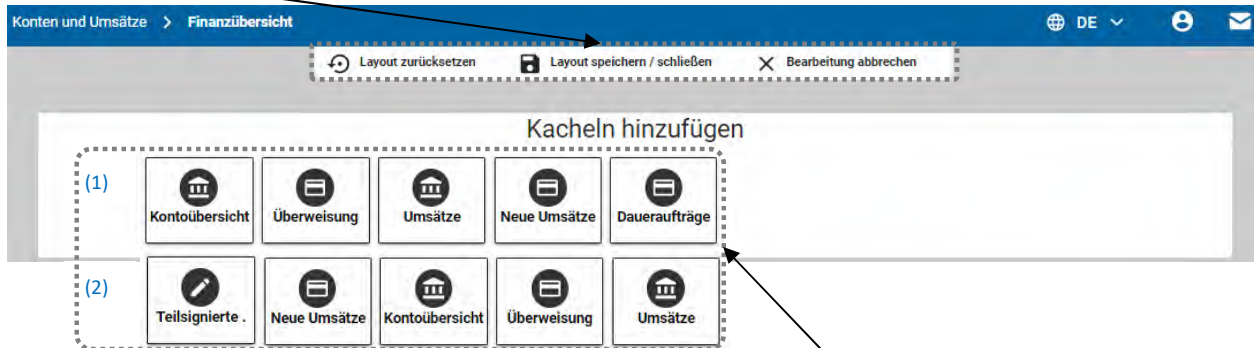 Konten und Umsätze > Finanzübersicht DE
Layout zurücksetzen Layout speichern / schließen Bearbeitung abbrechen
Kacheln hinzufügen
(1) Kontoübersicht Überweisung Umsätze Neue Umsätze Daueraufträge
(2) Teilsignierte . Neue Umsätze Kontoübersicht Überweisung Umsätze